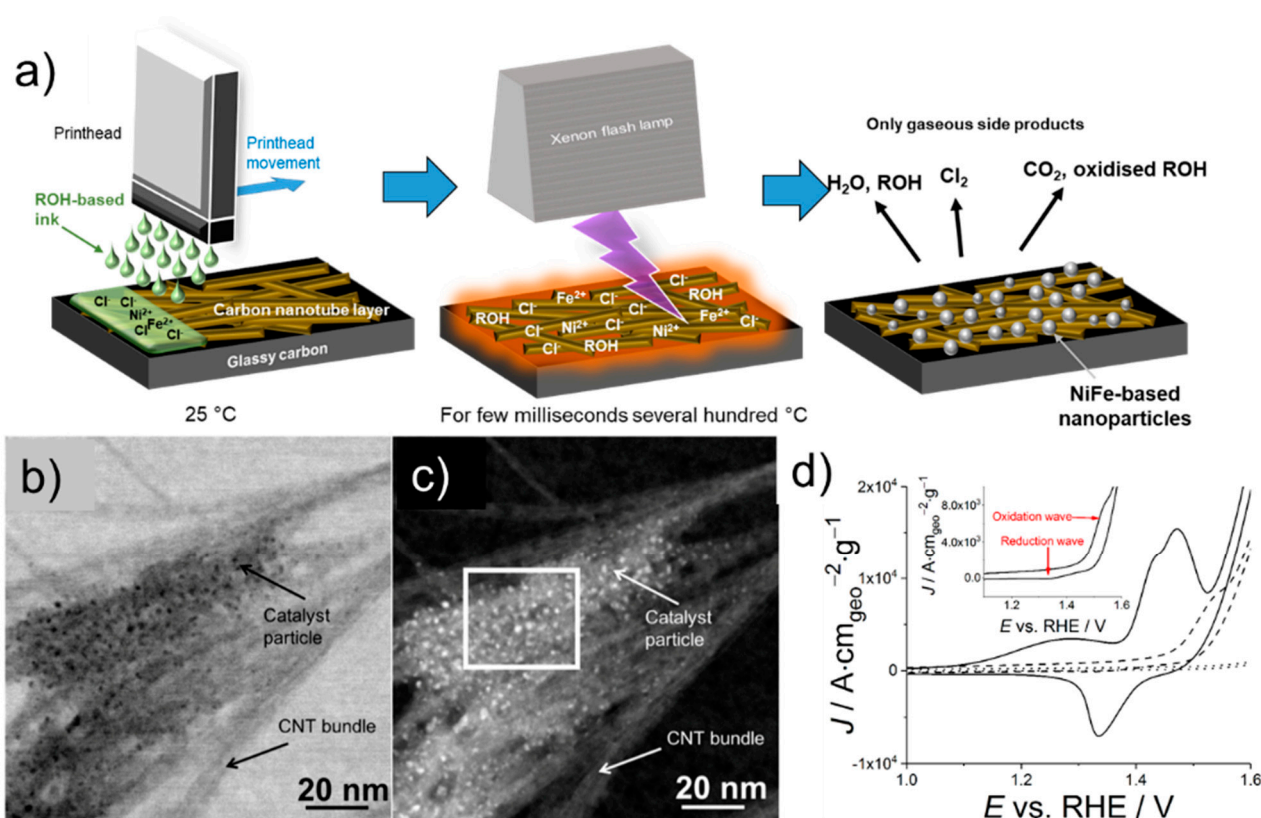 a)
Printhead
Printhead
movement
ROH-based
ink
Cl⁻ Cl⁻
Ni²⁺
Cl⁻ Fe²⁺
Cl⁻
Carbon nanotube layer
Glassy carbon
25 °C
Xenon flash lamp
Cl⁻
Fe²⁺ Cl⁻ ROH
Cl⁻ Fe²⁺
ROH Ni²⁺ Cl⁻ Ni²⁺ Cl⁻
Cl⁻ ROH
For few milliseconds several hundred °C
Only gaseous side products
H₂O, ROH
Cl₂
CO₂, oxidised ROH
NiFe-based
nanoparticles
b)
Catalyst
particle
CNT bundle
20 nm
c)
Catalyst
particle
CNT bundle
20 nm
d)
J / A·cm_geo⁻²·g⁻¹
2x10⁴
1x10⁴
0
-1x10⁴
1.0 1.2 1.4 1.6
E vs. RHE / V
J / A·cm_geo⁻²·g⁻¹
8.0x10³
4.0x10³
0.0
Oxidation wave
Reduction wave
1.2 1.4 1.6
E vs. RHE / V